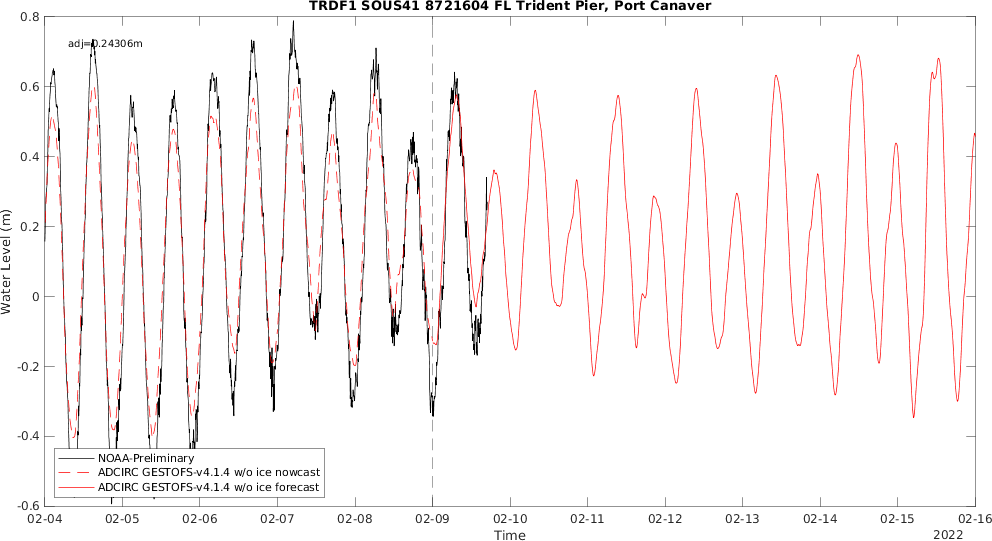 TRDF1 SOUS41 8721604 FL Trident Pier, Port Canaver
adj=0.24306m
Water Level (m)
0.8
0.6
0.4
0.2
0
-0.2
-0.4
-0.6
NOAA-Preliminary
ADCIRC GESTOFS-v4.1.4 w/o ice nowcast
ADCIRC GESTOFS-v4.1.4 w/o ice forecast
02-04 02-05 02-06 02-07 02-08 02-09 02-10 02-11 02-12 02-13 02-14 02-15 02-16
Time
2022